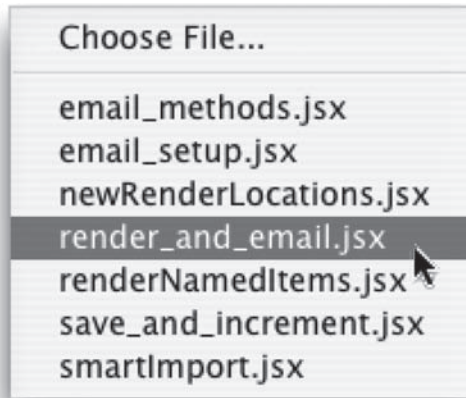 Choose File...
email_methods.jsx
email_setup.jsx
newRenderLocations.jsx
render_and_email.jsx
renderNamedItems.jsx
save_and_increment.jsx
smartImport.jsx